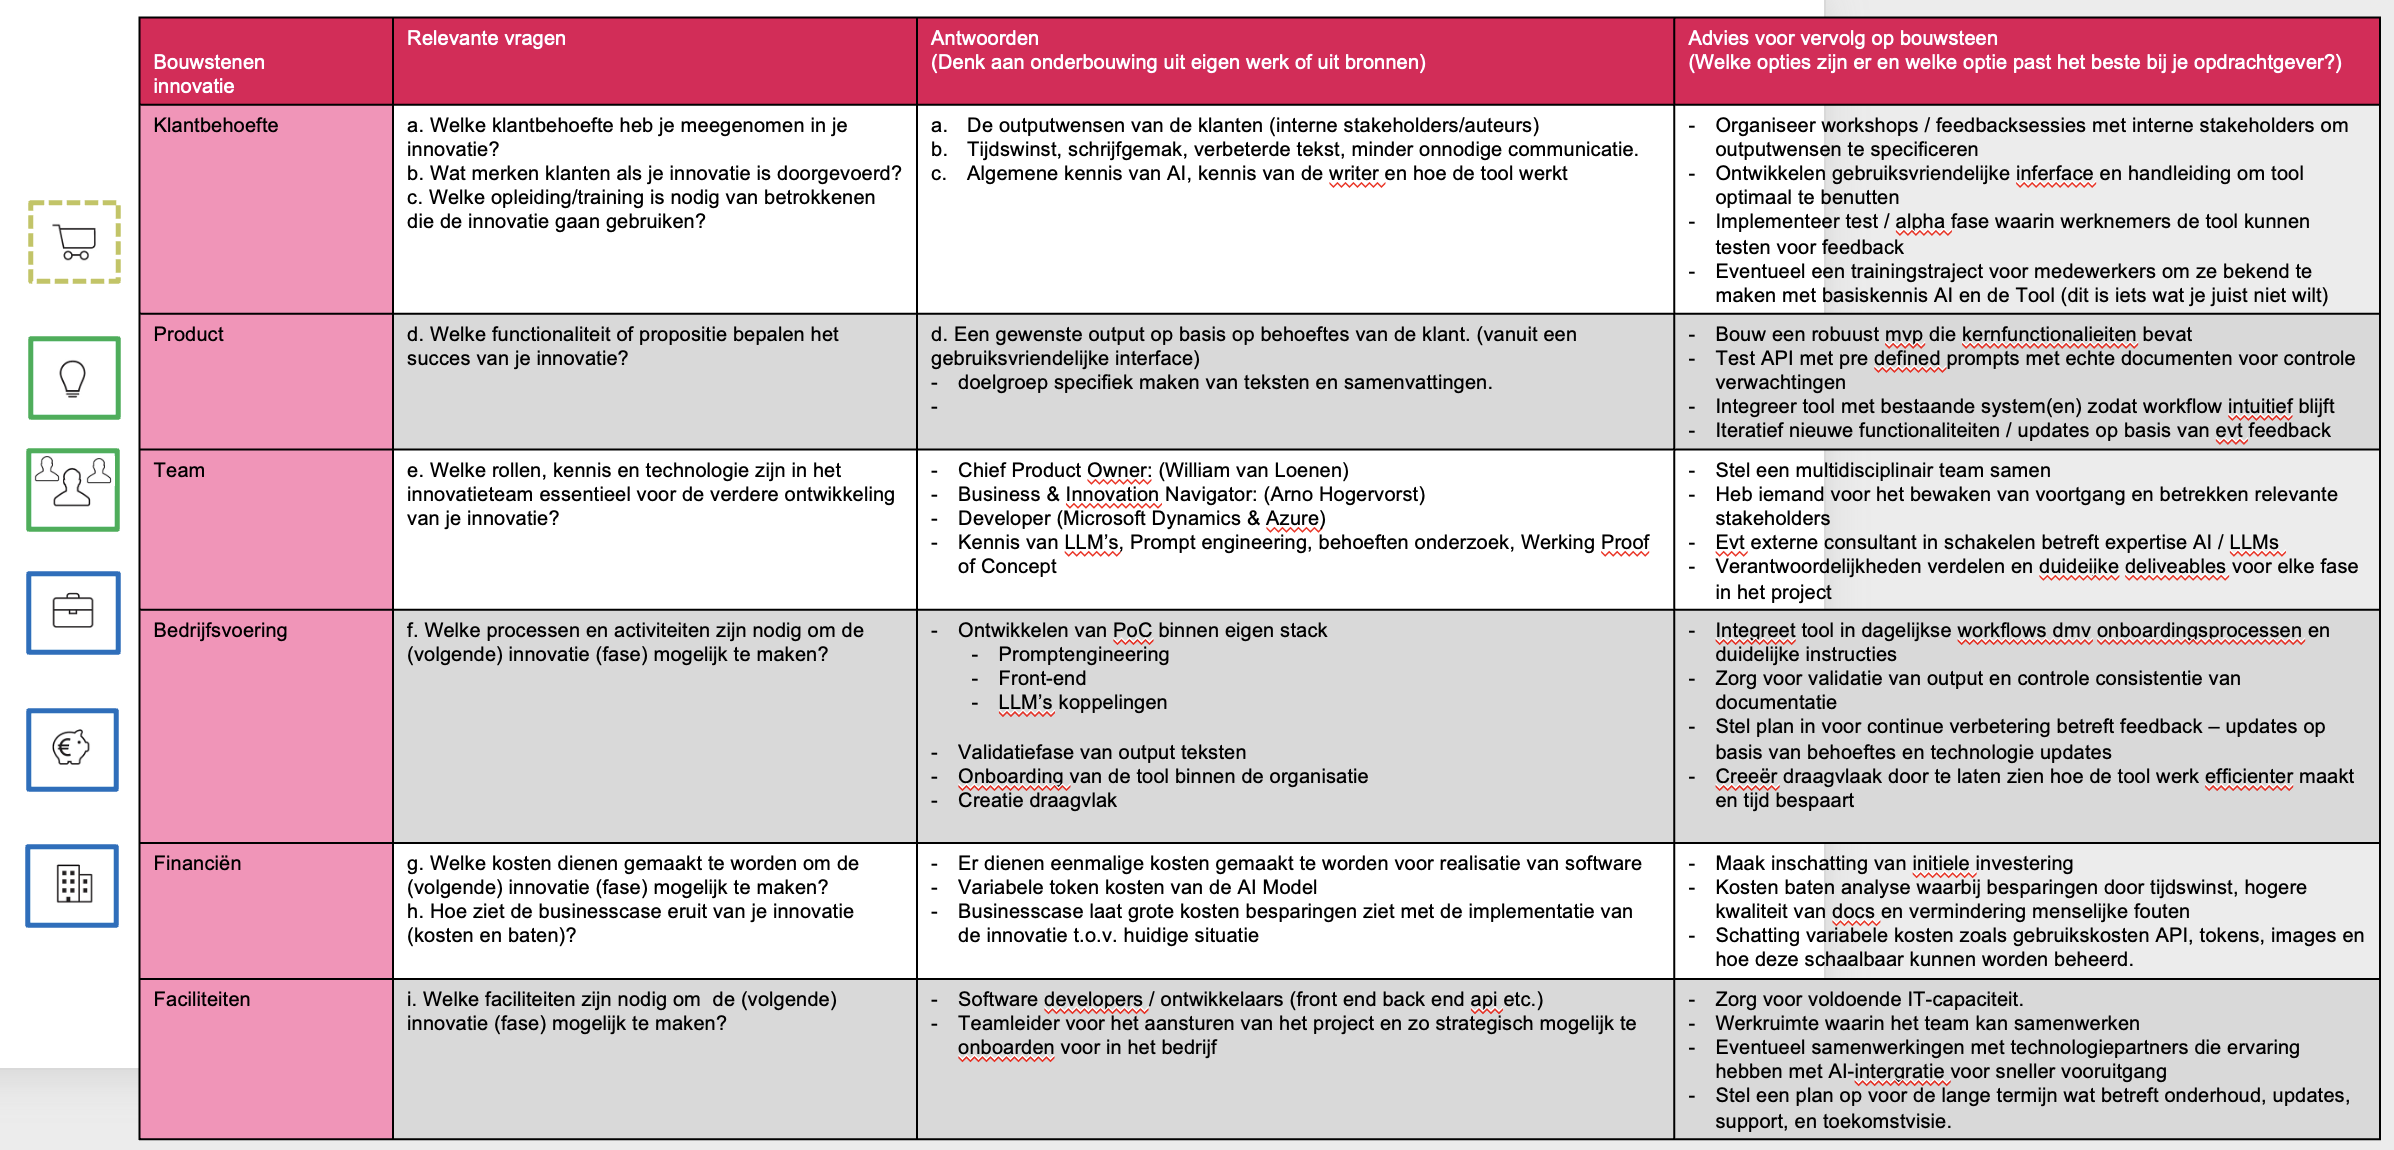 Bouwstenen
innovatie
Relevante vragen
Antwoorden
(Denk aan onderbouwing uit eigen werk of uit bronnen)
Advies voor vervolg op bouwsteen
(Welke opties zijn er en welke optie past het beste bij je opdrachtgever?)
Klantbehoefte
a. Welke klantbehoefte heb je meegenomen in je
innovatie?
b. Wat merken klanten als je innovatie is doorgevoerd?
c. Welke opleiding/training is nodig van betrokkenen
die de innovatie gaan gebruiken?
a. De outputwensen van de klanten (interne stakeholders/auteurs)
b. Tijdswinst, schrijfgemak, verbeterde tekst, minder onnodige communicatie.
c. Algemene kennis van AI, kennis van de writer en hoe de tool werkt
- Organiseer workshops / feedbacksessies met interne stakeholders om
outputwensen te specificeren
- Ontwikkelen gebruiksvriendelijke inferface en handleiding om tool
optimaal te benutten
- Implementeer test / alpha fase waarin werknemers de tool kunnen
testen voor feedback
- Eventueel een trainingstraject voor medewerkers om ze bekend te
maken met basiskennis AI en de Tool (dit is iets wat je juist niet wilt)
Product
d. Welke functionaliteit of propositie bepalen het
succes van je innovatie?
d. Een gewenste output op basis op behoeftes van de klant. (vanuit een
gebruiksvriendelijke interface)
- doelgroep specifiek maken van teksten en samenvattingen.
-
- Bouw een robuust mvp die kernfunctionalieiten bevat
- Test API met pre defined prompts met echte documenten voor controle
verwachtingen
- Integreer tool met bestaande system(en) zodat workflow intuitief blijft
- Iteratief nieuwe functionaliteiten / updates op basis van evt feedback
Team
e. Welke rollen, kennis en technologie zijn in het
innovatieteam essentieel voor de verdere ontwikkeling
van je innovatie?
- Chief Product Owner: (William van Loenen)
- Business & Innovation Navigator: (Arno Hogervorst)
- Developer (Microsoft Dynamics & Azure)
- Kennis van LLM's, Prompt engineering, behoeften onderzoek, Werking Proof
of Concept
- Stel een multidisciplinair team samen
- Heb iemand voor het bewaken van voortgang en betrekken relevante
stakeholders
- Evt externe consultant in schakelen betreft expertise AI / LLMs
- Verantwoordelijkheden verdelen en duideiike deliveables voor elke fase
in het project
Bedrijfsvoering
f. Welke processen en activiteiten zijn nodig om de
(volgende) innovatie (fase) mogelijk te maken?
- Ontwikkelen van PoC binnen eigen stack
- Promptengineering
- Front-end
- LLM's koppelingen
- Validatiefase van output teksten
- Onboarding van de tool binnen de organisatie
- Creatie draagvlak
- Integreet tool in dagelijkse workflows dmv onboardingsprocessen en
duidelijke instructies
- Zorg voor validatie van output en controle consistentie van
documentatie
- Stel plan in voor continue verbetering betreft feedback – updates op
basis van behoeftes en technologie updates
- Creeër draagvlaak door te laten zien hoe de tool werk efficienter maakt
en tijd bespaart
Financiën
g. Welke kosten dienen gemaakt te worden om de
(volgende) innovatie (fase) mogelijk te maken?
h. Hoe ziet de businesscase eruit van je innovatie
(kosten en baten)?
- Er dienen eenmalige kosten gemaakt te worden voor realisatie van software
- Variabele token kosten van de AI Model
- Businesscase laat grote kosten besparingen ziet met de implementatie van
de innovatie t.o.v. huidige situatie
- Maak inschatting van initiele investering
- Kosten baten analyse waarbij besparingen door tijdswinst, hogere
kwaliteit van docs en vermindering menselijke fouten
- Schatting variabele kosten zoals gebruikskosten API, tokens, images en
hoe deze schaalbaar kunnen worden beheerd.
Faciliteiten
i. Welke faciliteiten zijn nodig om  de (volgende)
innovatie (fase) mogelijk te maken?
- Software developers / ontwikkelaars (front end back end api etc.)
- Teamleider voor het aansturen van het project en zo strategisch mogelijk te
onboarden voor in het bedrijf
- Zorg voor voldoende IT-capaciteit.
- Werkruimte waarin het team kan samenwerken
- Eventueel samenwerkingen met technologiepartners die ervaring
hebben met AI-intergratie voor sneller vooruitgang
- Stel een plan op voor de lange termijn wat betreft onderhoud, updates,
support, en toekomstvisie.